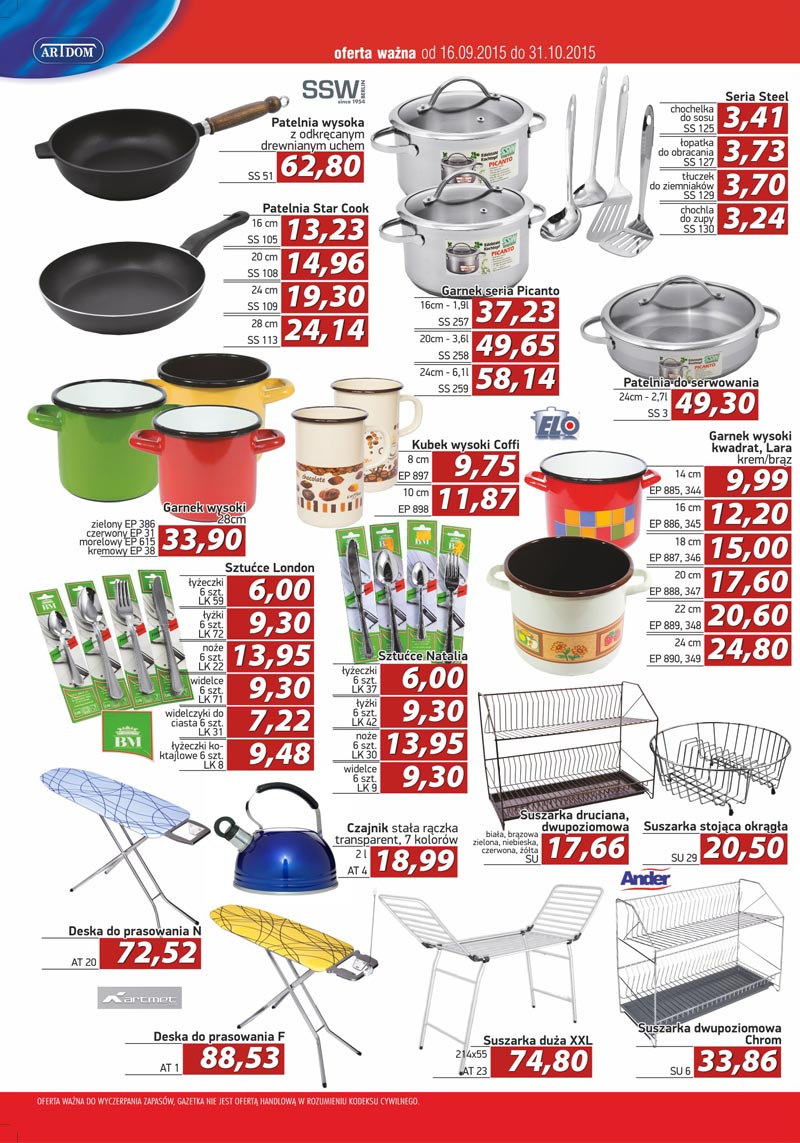 ARTDOM
oferta ważna od 16.09.2015 do 31.10.2015
SSW BERLIN
since 1954
Patelnia wysoka
z odkręcanym
drewnianym uchem
SS 51 62,80
Patelnia Star Cook
16 cm
SS 105 13,23
20 cm
SS 108 14,96
24 cm
SS 109 19,30
28 cm
SS 113 24,14
PICANTO
SSW
PICANTO
Garnek seria Picanto
16cm - 1,9l
SS 257 37,23
20cm - 3,6l
SS 258 49,65
24cm - 6,1l
SS 259 58,14
Seria Steel
chochelka
do sosu
SS 125 3,41
łopatka
do obracania
SS 127 3,73
tłuczek
do ziemniaków
SS 129 3,70
chochla
do zupy
SS 130 3,24
Patelnia do serwowania
24cm - 2,7l
SS 3 49,30
Garnek wysoki
28cm
zielony EP 386
czerwony EP 31
morelowy EP 615
kremowy EP 38
33,90
chocolate
Kubek wysoki Coffi
8 cm
EP 897 9,75
10 cm
EP 898 11,87
ELO
Garnek wysoki
kwadrat, Lara
krem/brąz
14 cm
EP 885, 344 9,99
16 cm
EP 886, 345 12,20
18 cm
EP 887, 346 15,00
20 cm
EP 888, 347 17,60
22 cm
EP 889, 348 20,60
24 cm
EP 890, 349 24,80
Sztućce London
łyżeczki
6 szt.
LK 59 6,00
łyżki
6 szt.
LK 72 9,30
noże
6 szt.
LK 22 13,95
widelce
6 szt.
LK 71 9,30
widelczyki do
ciasta 6 szt.
LK 31 7,22
łyżeczki ko-
ktajlowe 6 szt.
LK 8 9,48
BM
BM
BM
Sztućce Natalia
łyżeczki
6 szt.
LK 37 6,00
łyżki
6 szt.
LK 42 9,30
noże
6 szt.
LK 30 13,95
widelce
6 szt.
LK 9 9,30
Suszarka druciana,
dwupoziomowa
biała, brązowa
zielona, niebieska,
czerwona, żółta
SU 17,66
Suszarka stojąca okrągła
SU 29 20,50
Czajnik stała rączka
transparent, 7 kolorów
2 l
AT 4 18,99
Ander
Deska do prasowania N
AT 20 72,52
artmet
Deska do prasowania F
AT 1 88,53
Suszarka duża XXL
214x55
AT 23 74,80
Suszarka dwupoziomowa
Chrom
SU 6 33,86
OFERTA WAŻNA DO WYCZERPANIA ZAPASÓW, GAZETKA NIE JEST OFERTĄ HANDLOWĄ W ROZUMIENIU KODEKSU CYWILNEGO.